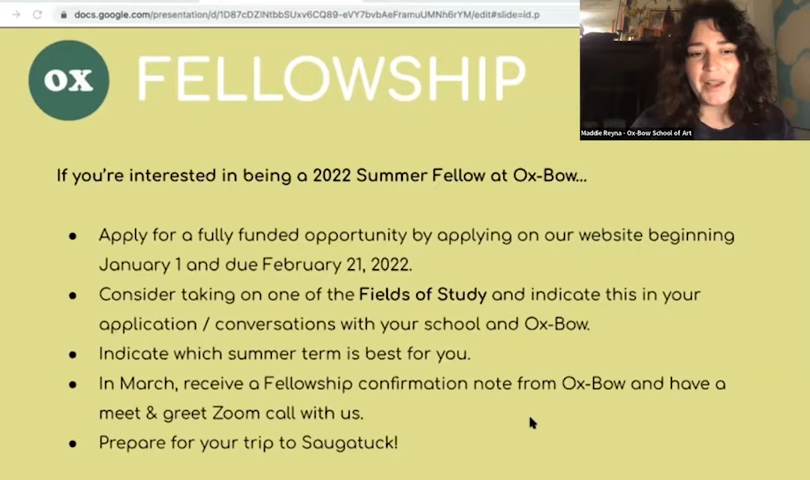 docs.google.com/presentation/d/1D87cDZlNtbbSUxv6CQ89-eVY7bvbAeFramuUMNh6rYM/edit#slide=id.p
OX FELLOWSHIP
Maddie Reyna - Ox-Bow School of Art
If you're interested in being a 2022 Summer Fellow at Ox-Bow...
● Apply for a fully funded opportunity by applying on our website beginning
January 1 and due February 21, 2022.
● Consider taking on one of the Fields of Study and indicate this in your
application / conversations with your school and Ox-Bow.
● Indicate which summer term is best for you.
● In March, receive a Fellowship confirmation note from Ox-Bow and have a
meet & greet Zoom call with us.
● Prepare for your trip to Saugatuck!